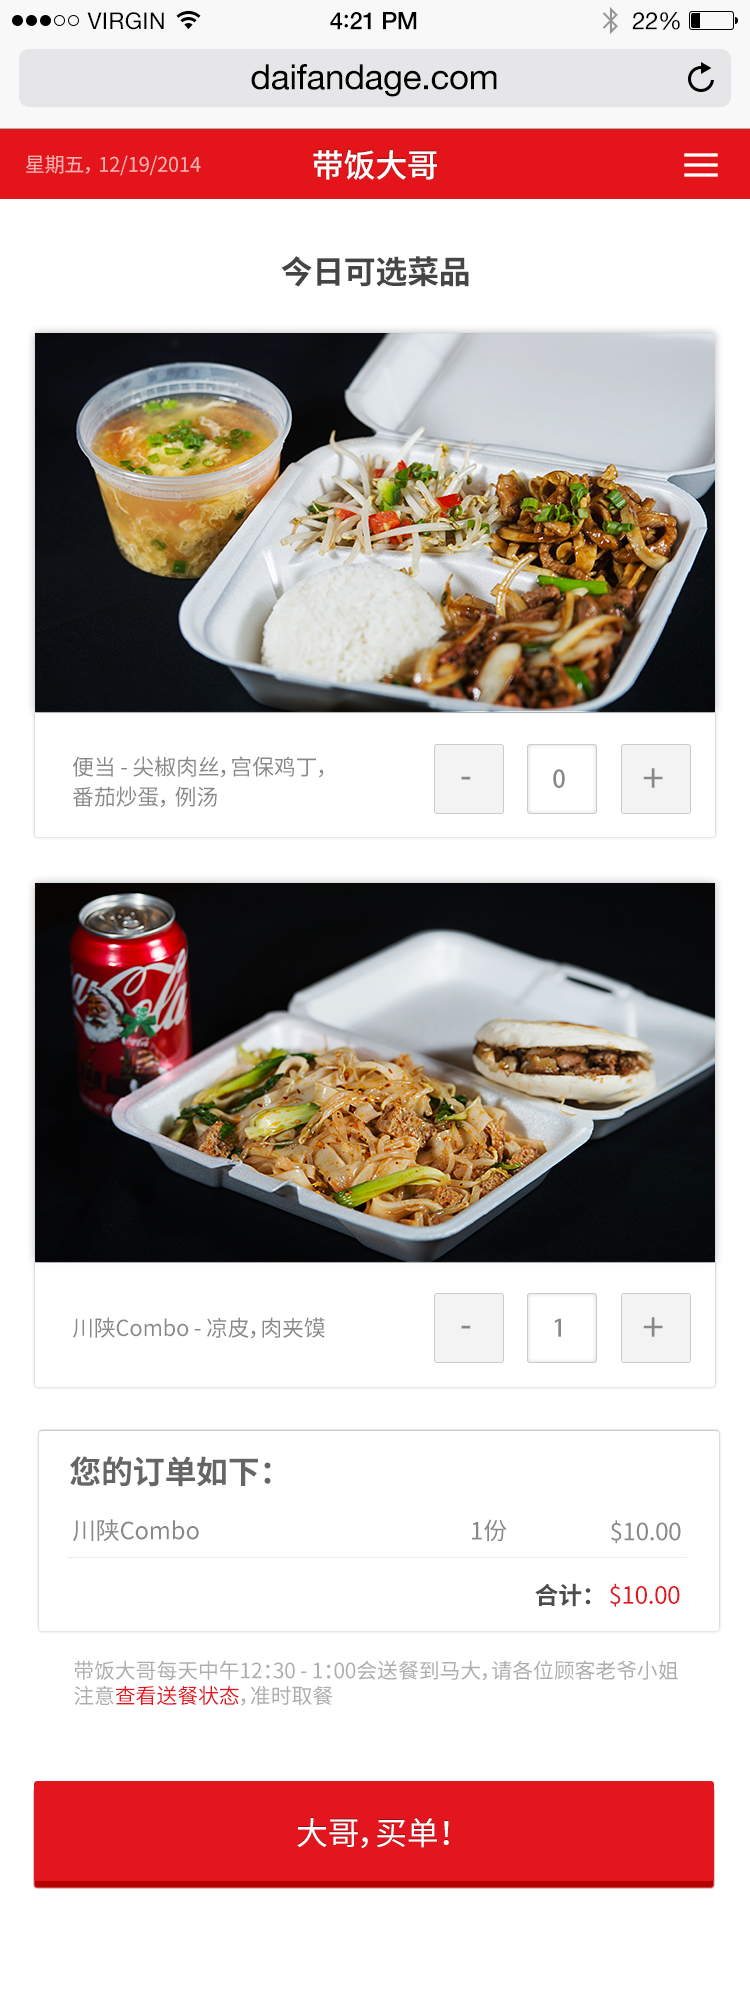 VIRGIN
4:21 PM
22%
daifandage.com
星期五, 12/19/2014
带饭大哥
今日可选菜品
便当 - 尖椒肉丝, 宫保鸡丁,
番茄炒蛋, 例汤
-
0
+
Cola
川陕Combo - 凉皮, 肉夹馍
-
1
+
您的订单如下:
川陕Combo 1份 $10.00
合计: $10.00
带饭大哥每天中午12:30 - 1:00会送餐到马大, 请各位顾客老爷小姐
注意查看送餐状态, 准时取餐
大哥, 买单!